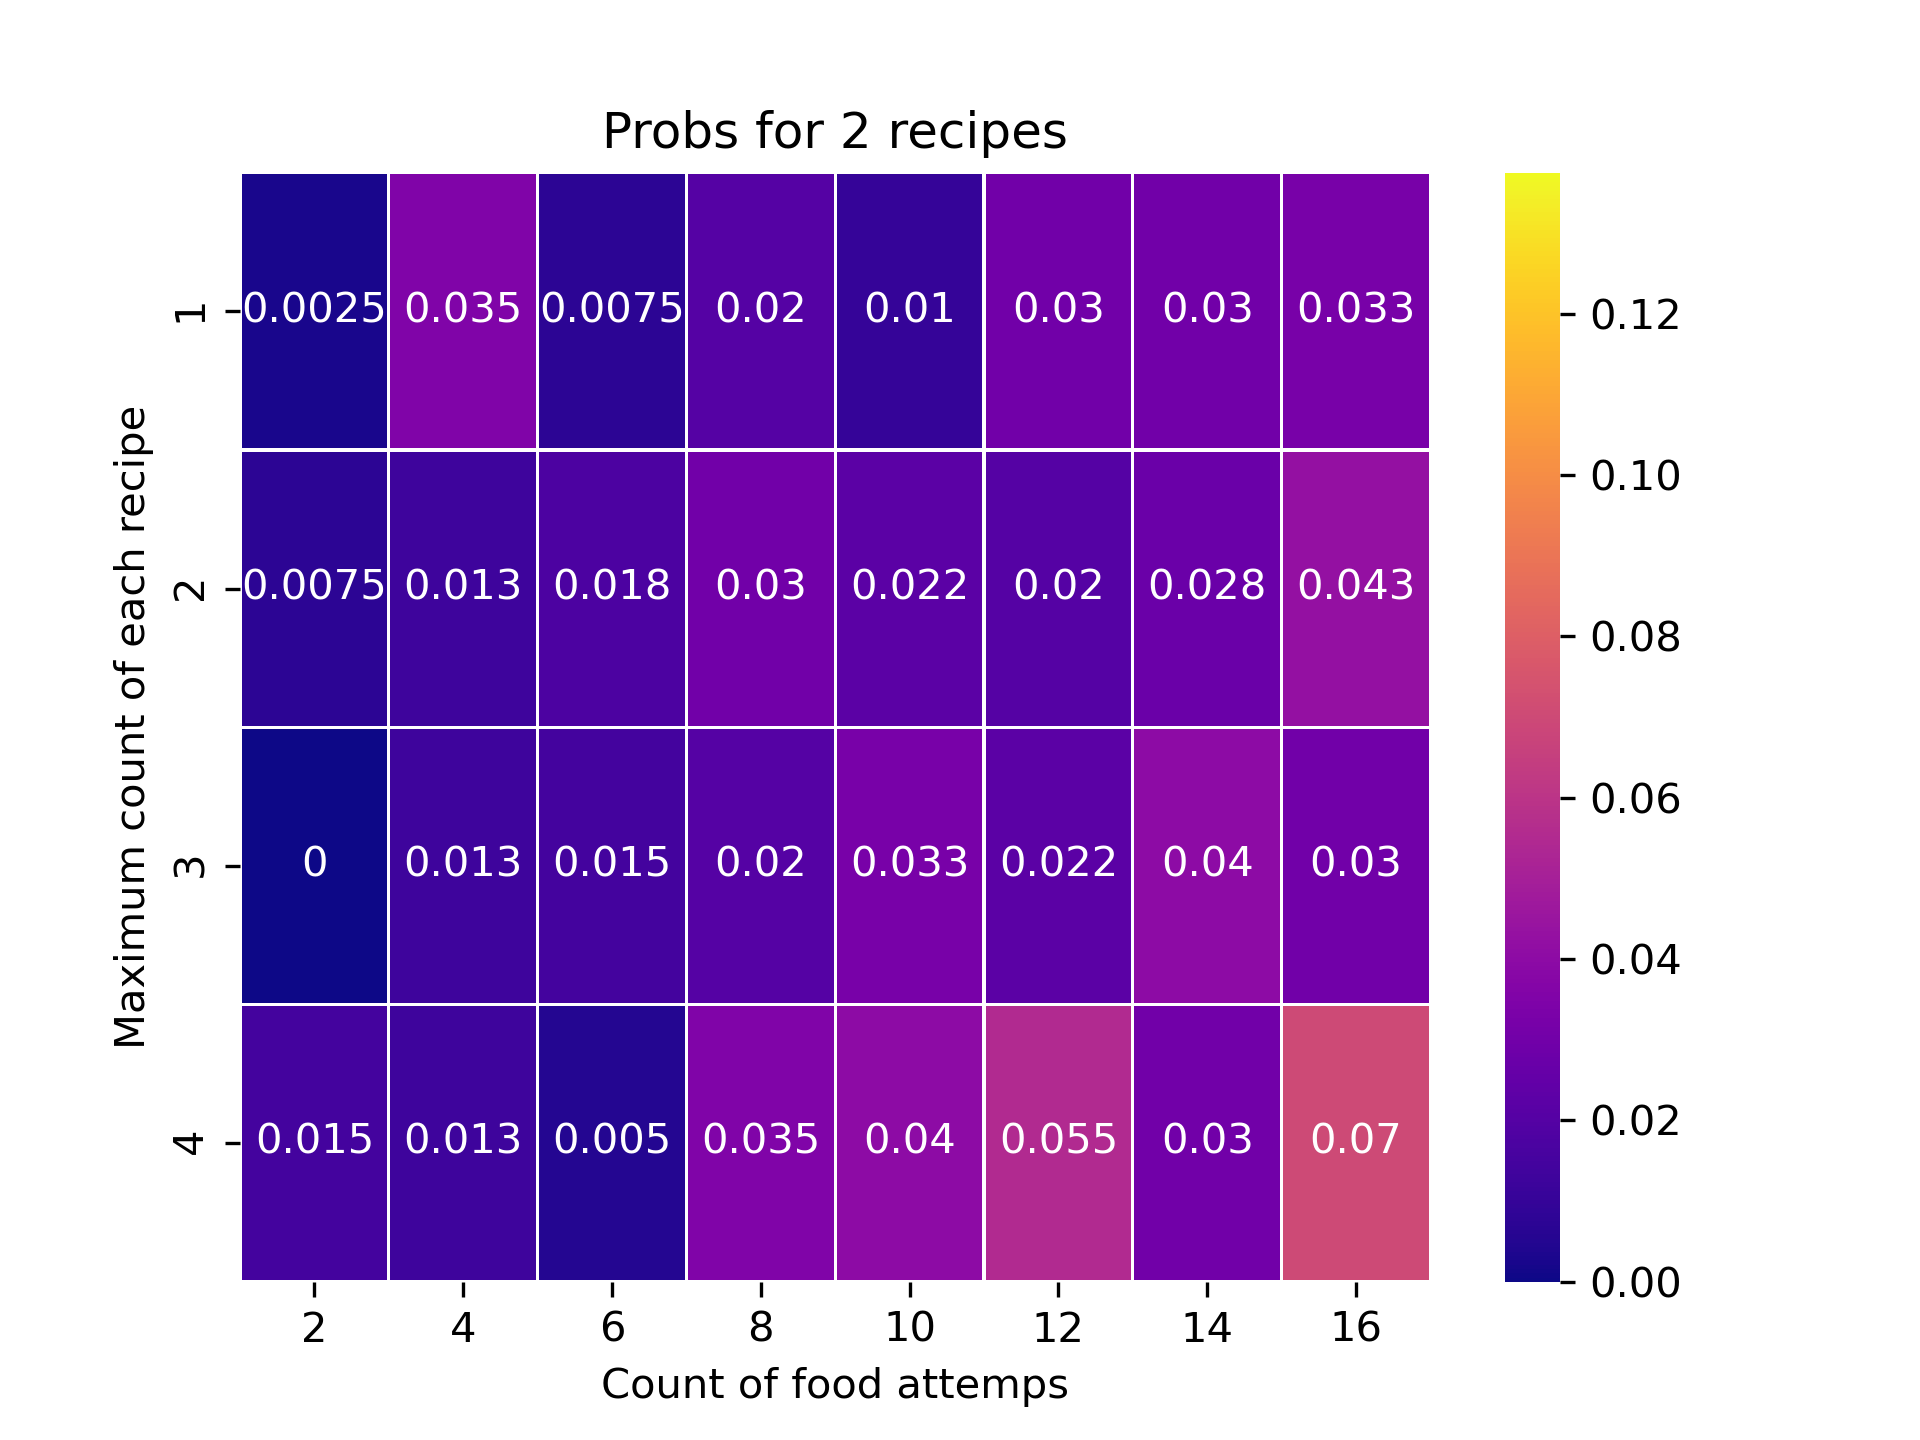 Probs for 2 recipes
Maximum count of each recipe
1 0.0025 0.035 0.0075 0.02 0.01 0.03 0.03 0.033
2 0.0075 0.013 0.018 0.03 0.022 0.02 0.028 0.043
3 0 0.013 0.015 0.02 0.033 0.022 0.04 0.03
4 0.015 0.013 0.005 0.035 0.04 0.055 0.03 0.07
2 4 6 8 10 12 14 16
Count of food attemps
0.12
0.10
0.08
0.06
0.04
0.02
0.00